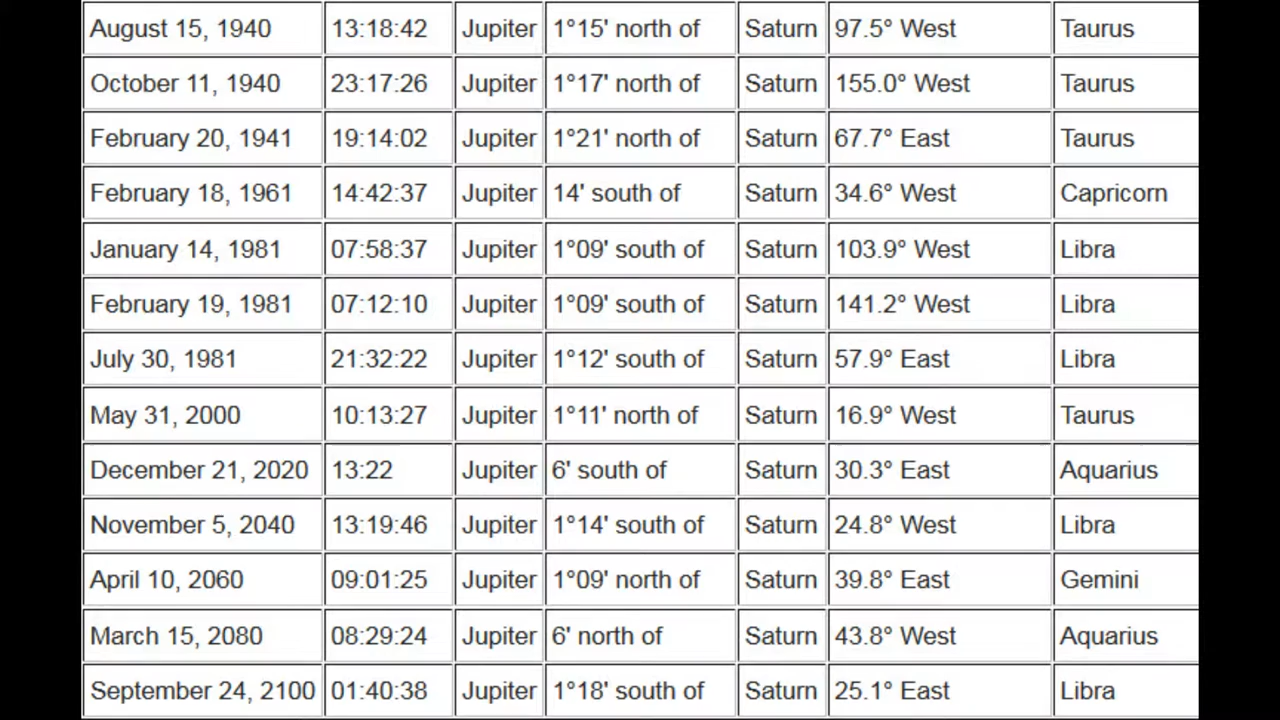 August 15, 1940 13:18:42 Jupiter 1°15' north of Saturn 97.5° West Taurus
October 11, 1940 23:17:26 Jupiter 1°17' north of Saturn 155.0° West Taurus
February 20, 1941 19:14:02 Jupiter 1°21' north of Saturn 67.7° East Taurus
February 18, 1961 14:42:37 Jupiter 14' south of Saturn 34.6° West Capricorn
January 14, 1981 07:58:37 Jupiter 1°09' south of Saturn 103.9° West Libra
February 19, 1981 07:12:10 Jupiter 1°09' south of Saturn 141.2° West Libra
July 30, 1981 21:32:22 Jupiter 1°12' south of Saturn 57.9° East Libra
May 31, 2000 10:13:27 Jupiter 1°11' north of Saturn 16.9° West Taurus
December 21, 2020 13:22 Jupiter 6' south of Saturn 30.3° East Aquarius
November 5, 2040 13:19:46 Jupiter 1°14' south of Saturn 24.8° West Libra
April 10, 2060 09:01:25 Jupiter 1°09' north of Saturn 39.8° East Gemini
March 15, 2080 08:29:24 Jupiter 6' north of Saturn 43.8° West Aquarius
September 24, 2100 01:40:38 Jupiter 1°18' south of Saturn 25.1° East Libra